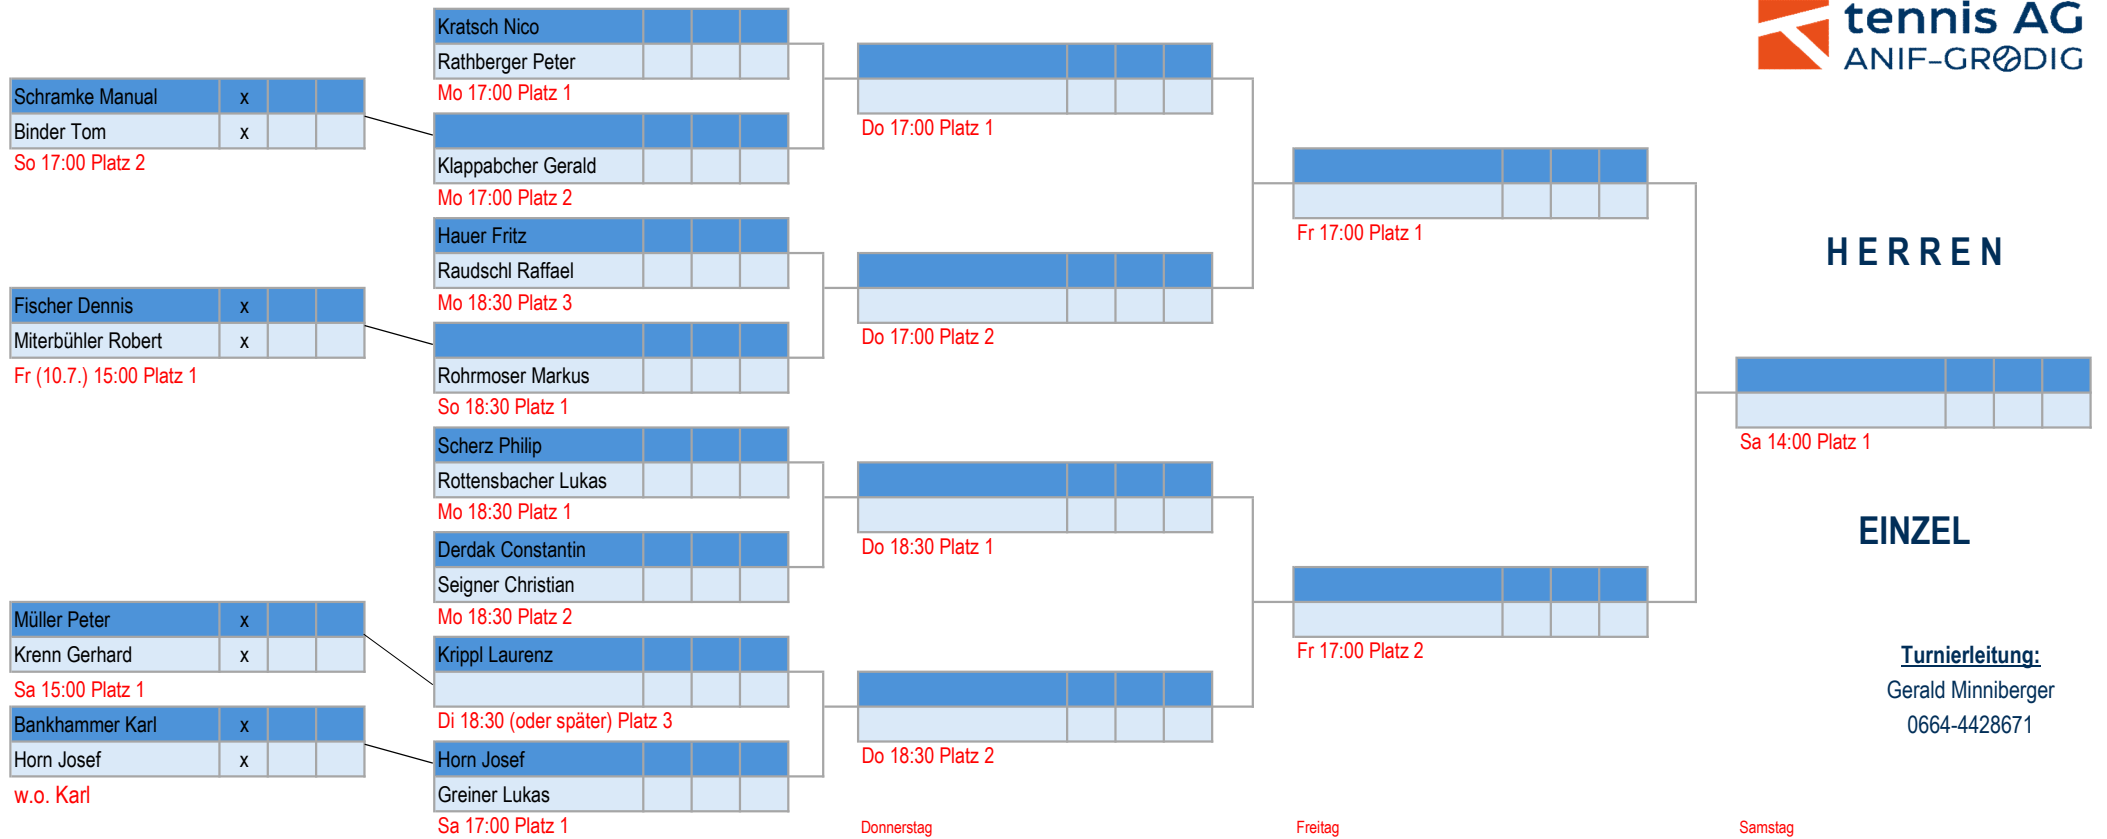 tennis AG
ANIF-GRÖDIG
Schramke Manual x
Binder Tom x
So 17:00 Platz 2
Fischer Dennis x
Miterbühler Robert x
Fr (10.7.) 15:00 Platz 1
Müller Peter x
Krenn Gerhard x
Sa 15:00 Platz 1
Bankhammer Karl x
Horn Josef x
w.o. Karl
Kratsch Nico
Rathberger Peter
Mo 17:00 Platz 1
Klappabcher Gerald
Mo 17:00 Platz 2
Hauer Fritz
Raudschl Raffael
Mo 18:30 Platz 3
Rohrmoser Markus
So 18:30 Platz 1
Scherz Philip
Rottensbacher Lukas
Mo 18:30 Platz 1
Derdak Constantin
Seigner Christian
Mo 18:30 Platz 2
Krippl Laurenz
Di 18:30 (oder später) Platz 3
Horn Josef
Greiner Lukas
Sa 17:00 Platz 1
Do 17:00 Platz 1
Do 17:00 Platz 2
Do 18:30 Platz 1
Do 18:30 Platz 2
Donnerstag
Fr 17:00 Platz 1
Fr 17:00 Platz 2
Freitag
HERREN
Sa 14:00 Platz 1
EINZEL
Turnierleitung:
Gerald Minniberger
0664-4428671
Samstag